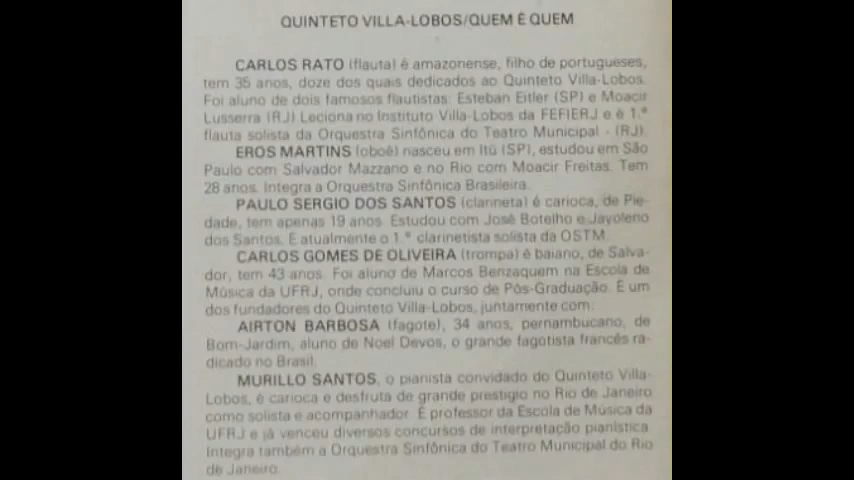 QUINTETO VILLA-LOBOS/QUEM É QUEM
CARLOS RATO (flauta) é amazonense, filho de portugueses,
tem 35 anos, doze dos quais dedicados ao Quinteto Villa-Lobos.
Foi aluno de dois famosos flautistas: Esteban Eitler (SP) e Moacir
Lusserra (RJ) Leciona no Instituto Villa-Lobos da FEFIERJ e é 1.ª
flauta solista da Orquestra Sinfônica do Teatro Municipal - (RJ).
EROS MARTINS (oboé) nasceu em Itú (SP), estudou em São
Paulo com Salvador Mazzano e no Rio com Moacir Freitas. Tem
28 anos. Integra a Orquestra Sinfônica Brasileira.
PAULO SERGIO DOS SANTOS (clarineta) é carioca, de Pie-
dade, tem apenas 19 anos. Estudou com José Botelho e Jayoleno
dos Santos. É atualmente o 1.º clarinetista solista da OSTM.
CARLOS GOMES DE OLIVEIRA (trompa) é baiano, de Salva-
dor, tem 43 anos. Foi aluno de Marcos Benzaquem na Escola de
Música da UFRJ, onde concluiu o curso de Pós-Graduação. É um
dos fundadores do Quinteto Villa-Lobos, juntamente com:
AIRTON BARBOSA (fagote), 34 anos, pernambucano, de
Bom-Jardim, aluno de Noel Devos, o grande fagotista francês ra-
dicado no Brasil.
MURILLO SANTOS, o pianista convidado do Quinteto Villa-
Lobos, é carioca e desfruta de grande prestigio no Rio de Janeiro
como solista e acompanhador. É professor da Escola de Música da
UFRJ e já venceu diversos concursos de interpretação pianística.
Integra também a Orquestra Sinfônica do Teatro Municipal do Rio
de Janeiro.